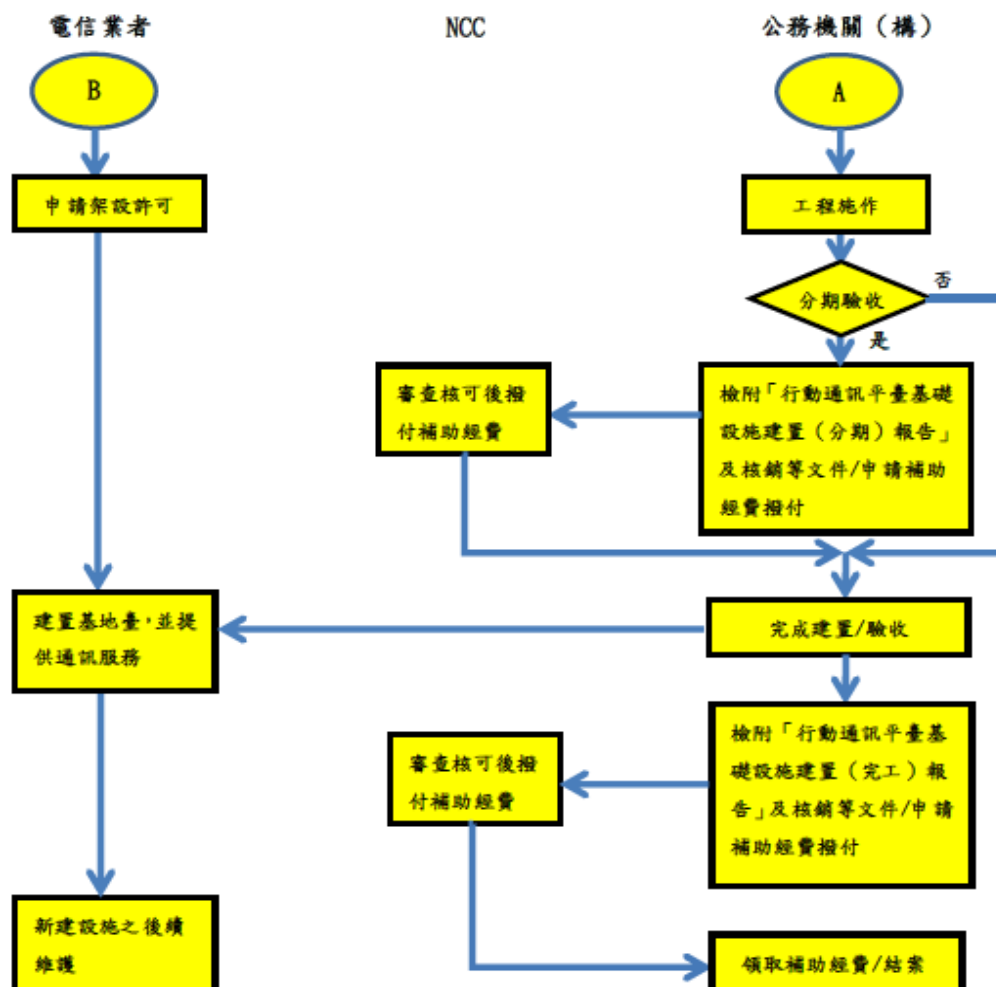 電信業者
NCC
公務機關（構）
B
A
申請架設許可
工程施作
分期驗收
否
是
審查核可後撥
付補助經費
檢附「行動通訊平臺基礎
設施建置（分期）報告」
及核銷等文件/申請補助
經費撥付
建置基地臺，並提
供通訊服務
完成建置/驗收
審查核可後撥
付補助經費
檢附「行動通訊平臺基
礎設施建置（完工）報
告」及核銷等文件/申請
補助經費撥付
新建設施之後續
維護
領取補助經費/結案